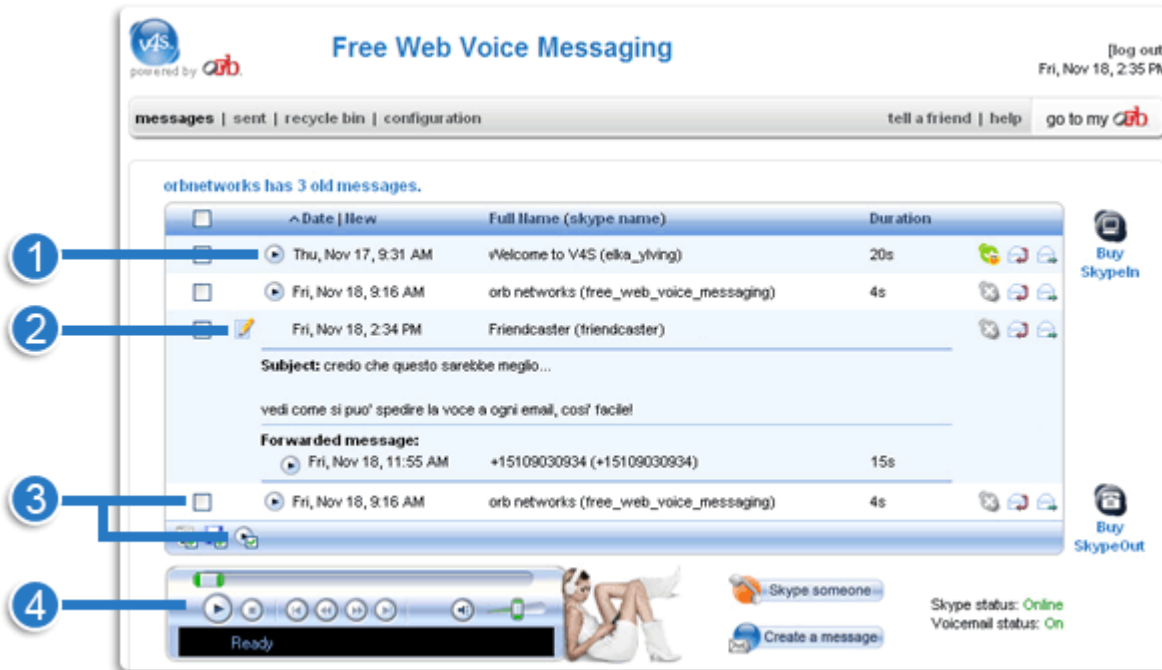 v4s.
powered by orb.
Free Web Voice Messaging
[log out
Fri, Nov 18, 2:35 PM
messages | sent | recycle bin | configuration
tell a friend | help
go to my orb
orbnetworks has 3 old messages.
^Date | New Full Name (skype name) Duration
1 Thu, Nov 17, 9:31 AM Welcome to V4S (elka_ylving) 20s
Buy
SkypeIn
Fri, Nov 18, 9:16 AM orb networks (free_web_voice_messaging) 4s
2 Fri, Nov 18, 2:34 PM Friendcaster (friendcaster)
Subject: credo che questo sarebbe meglio...
vedi come si puo' spedire la voce a ogni email, cosi' facile!
Forwarded message:
Fri, Nov 18, 11:55 AM +15109030934 (+15109030934) 15s
3 Fri, Nov 18, 9:16 AM orb networks (free_web_voice_messaging) 4s
Buy
SkypeOut
4
Ready
Skype someone
Create a message
Skype status: Online
Voicemail status: On